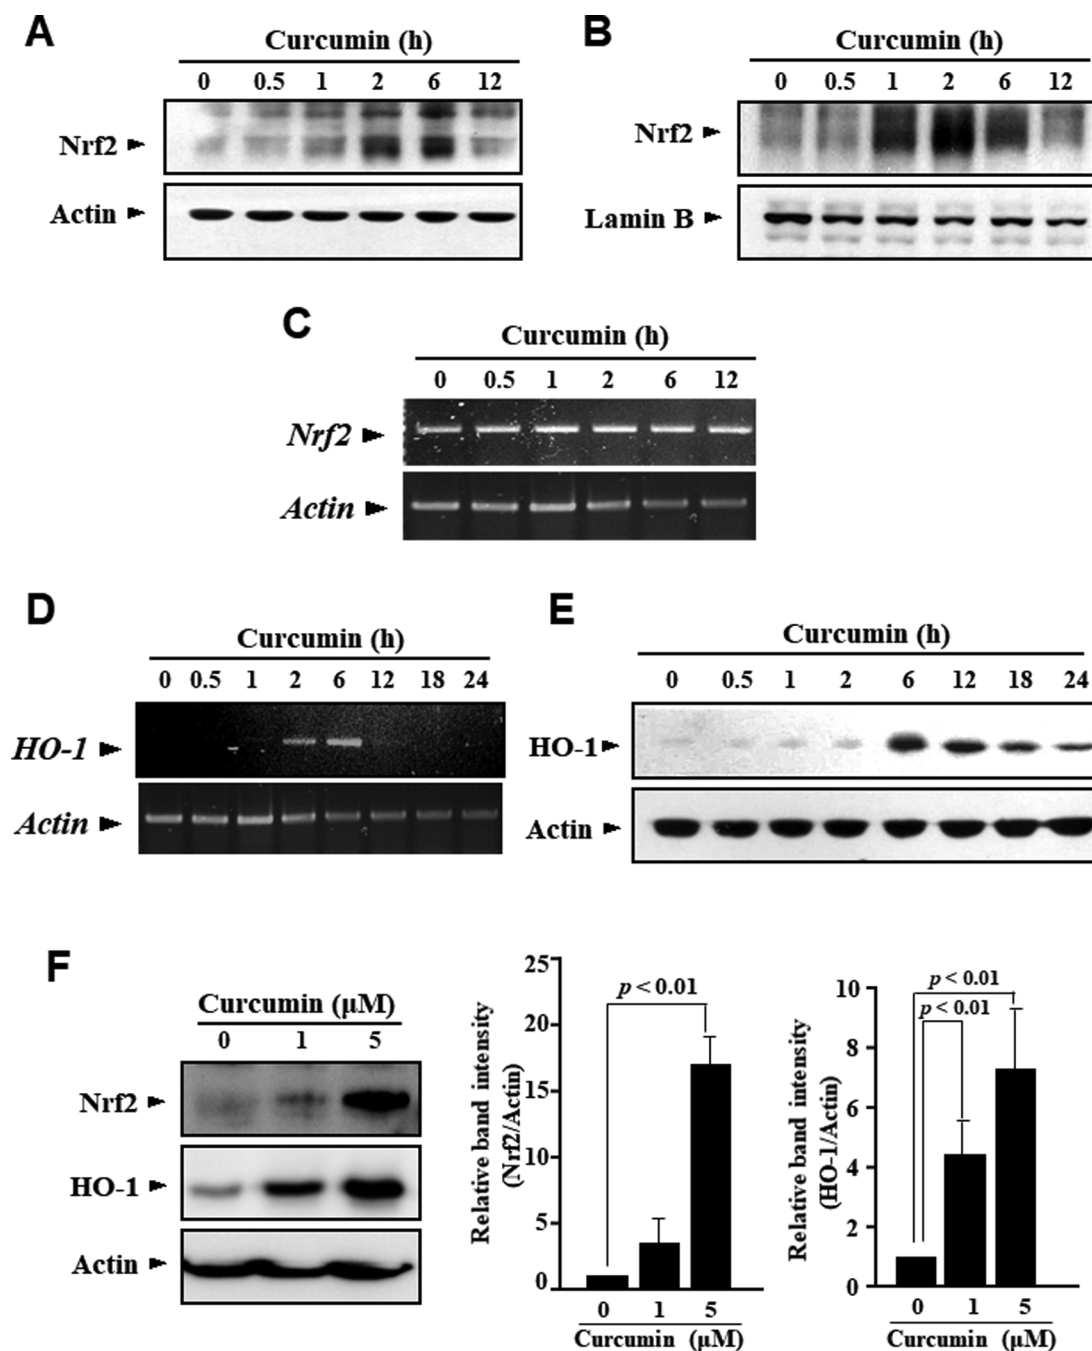 A
Curcumin (h)
0 0.5 1 2 6 12
Nrf2
Actin
B
Curcumin (h)
0 0.5 1 2 6 12
Nrf2
Lamin B
C
Curcumin (h)
0 0.5 1 2 6 12
Nrf2
Actin
D
Curcumin (h)
0 0.5 1 2 6 12 18 24
HO-1
Actin
E
Curcumin (h)
0 0.5 1 2 6 12 18 24
HO-1
Actin
F
Curcumin (μM)
0 1 5
Nrf2
HO-1
Actin
Relative band intensity
(Nrf2/Actin)
25
20
15
10
5
0
p < 0.01
0 1 5
Curcumin (μM)
Relative band intensity
(HO-1/Actin)
10
8
6
4
2
0
p < 0.01
p < 0.01
0 1 5
Curcumin (μM)